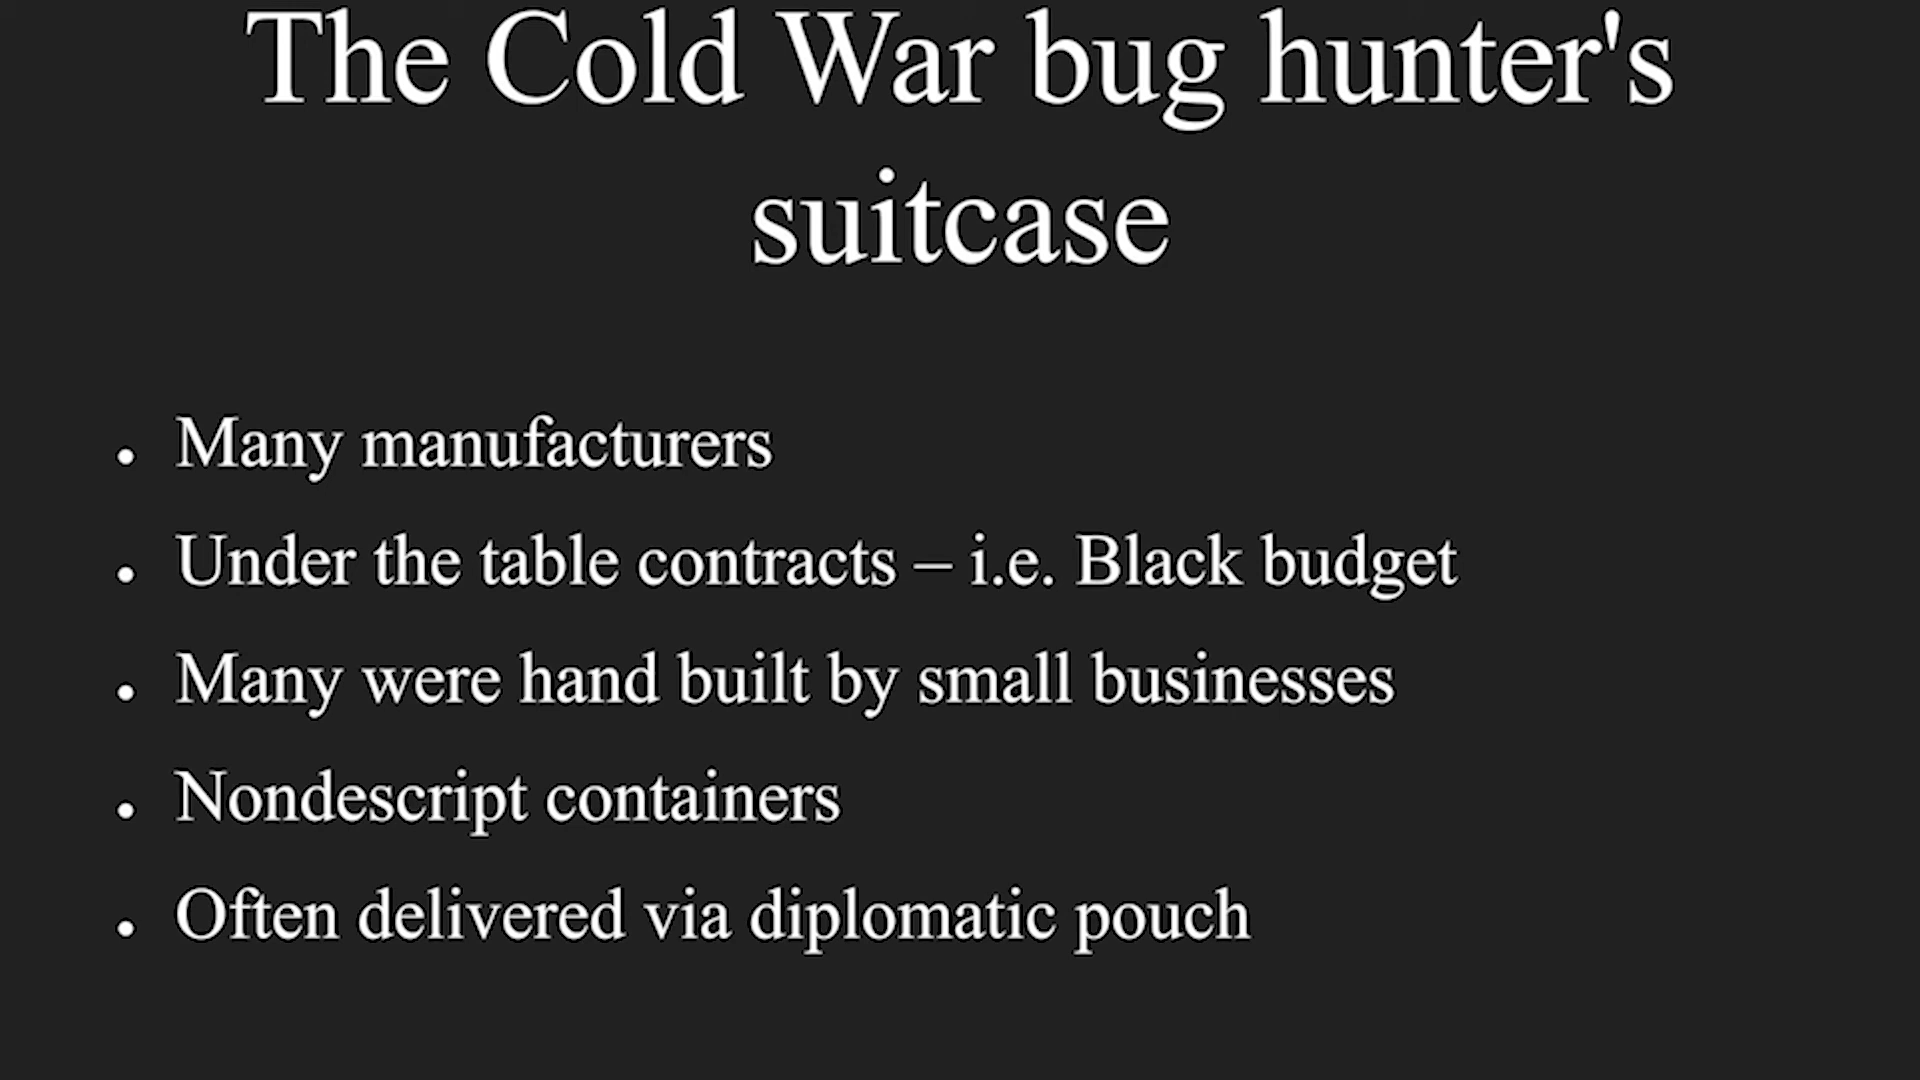 The Cold War bug hunter's
suitcase
• Many manufacturers
• Under the table contracts – i.e. Black budget
• Many were hand built by small businesses
• Nondescript containers
• Often delivered via diplomatic pouch